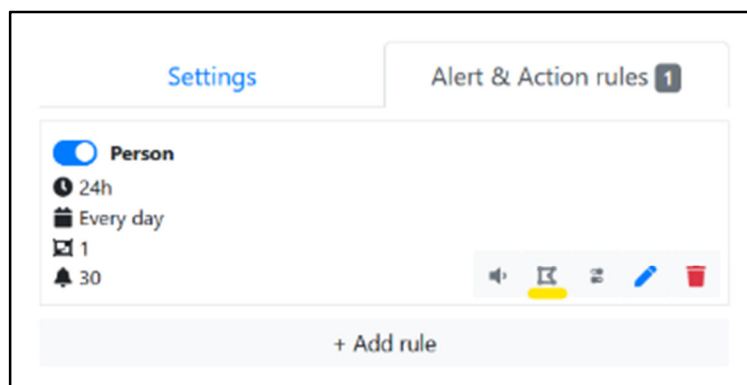 Settings
Alert & Action rules 1
Person
24h
Every day
1
30
+ Add rule